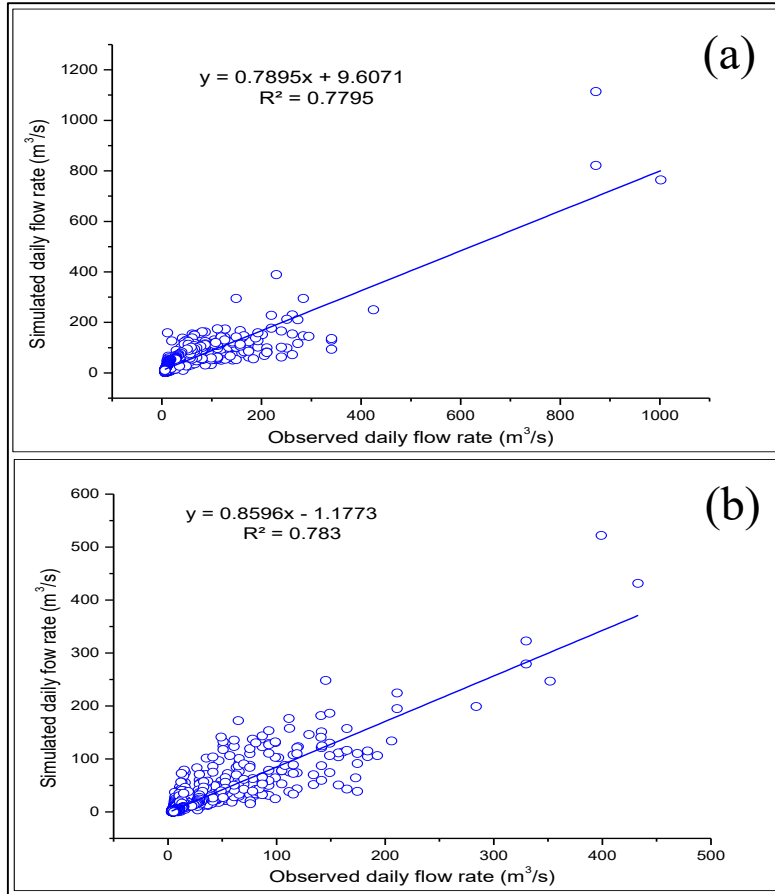 (a)
y = 0.7895x + 9.6071
R² = 0.7795
Simulated daily flow rate (m³/s)
1200
1000
800
600
400
200
0
0 200 400 600 800 1000
Observed daily flow rate (m³/s)
(b)
y = 0.8596x - 1.1773
R² = 0.783
Simulated daily fow rate (m³/s)
600
500
400
300
200
100
0
0 100 200 300 400 500
Observed daily flow rate (m³/s)